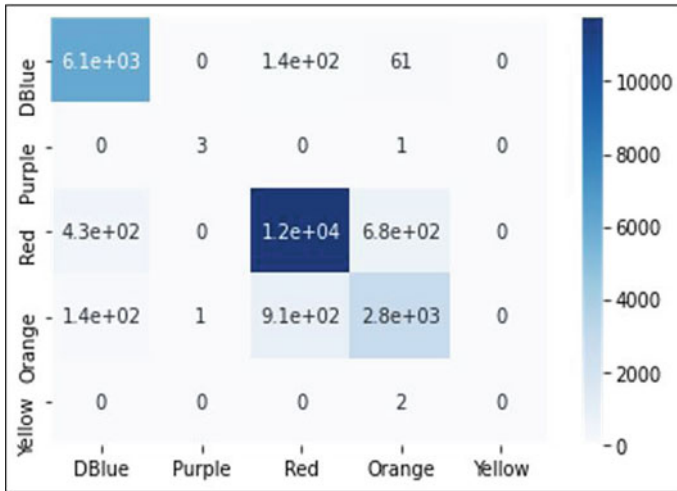 DBlue 6.1e+03 0 1.4e+02 61 0
Purple 0 3 0 1 0
Red 4.3e+02 0 1.2e+04 6.8e+02 0
Orange 1.4e+02 1 9.1e+02 2.8e+03 0
Yellow 0 0 0 2 0
DBlue Purple Red Orange Yellow
10000
8000
6000
4000
2000
0